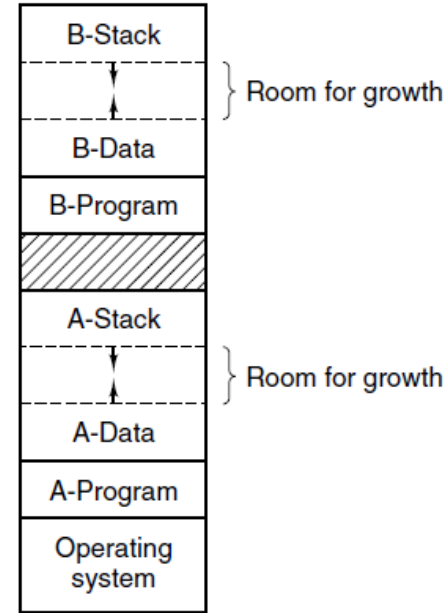 B-Stack
Room for growth
B-Data
B-Program
A-Stack
Room for growth
A-Data
A-Program
Operating
system